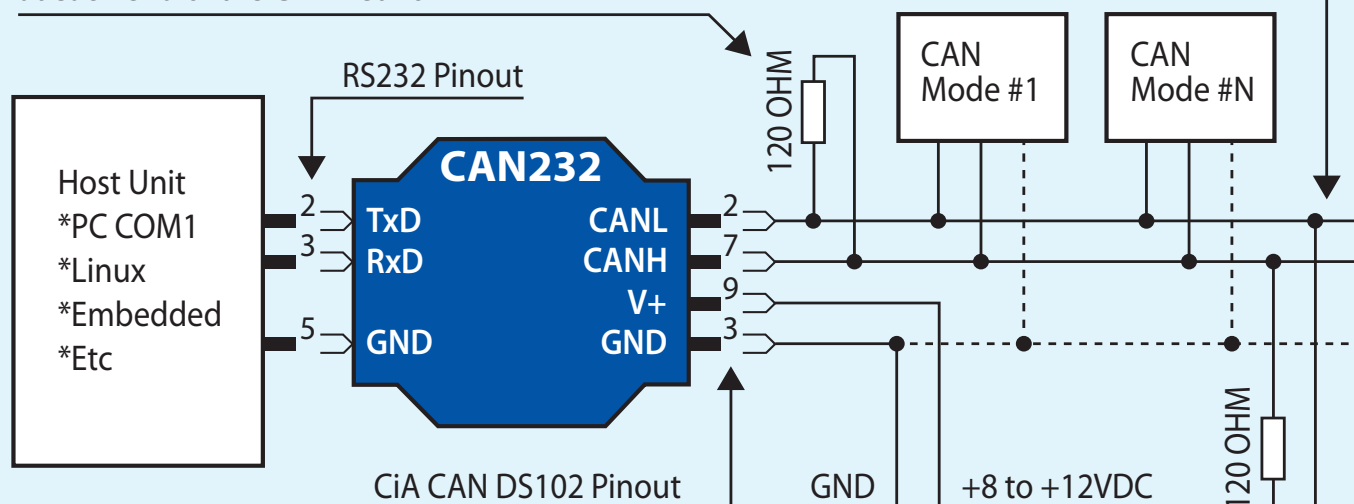 RS232 Pinout
120 OHM
CAN
Mode #1
CAN
Mode #N
Host Unit
*PC COM1
*Linux
*Embedded
*Etc
CAN232
2
TxD
CANL
2
3
RxD
CANH
7
V+
9
5
GND
GND
3
120 OHM
CiA CAN DS102 Pinout
GND
+8 to +12VDC